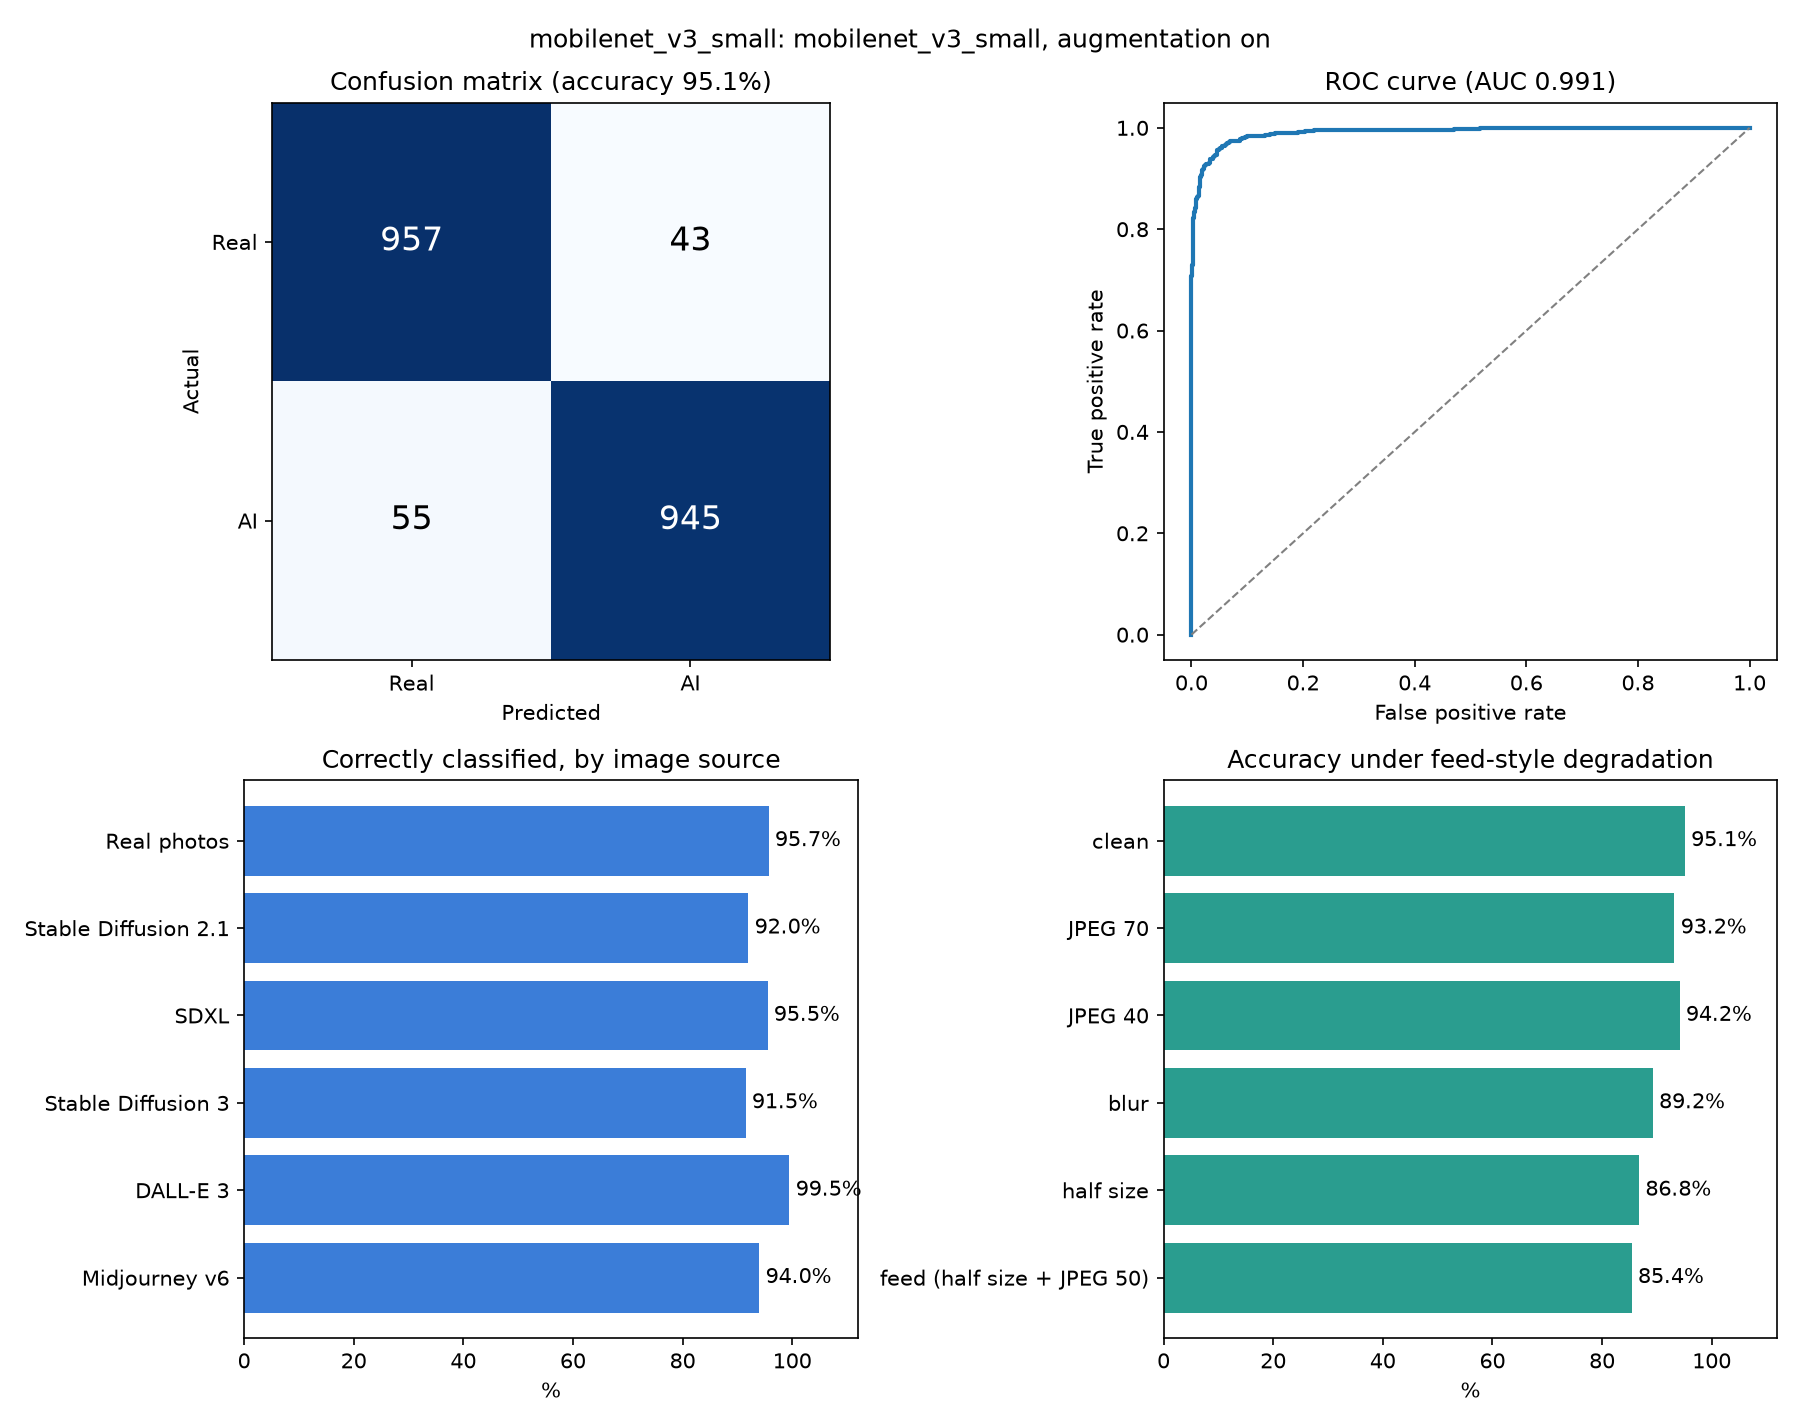 mobilenet_v3_small: mobilenet_v3_small, augmentation on
Confusion matrix (accuracy 95.1%)
Actual
Real
957
43
AI
55
945
Real
AI
Predicted
ROC curve (AUC 0.991)
True positive rate
1.0
0.8
0.6
0.4
0.2
0.0
0.0
0.2
0.4
0.6
0.8
1.0
False positive rate
Correctly classified, by image source
Real photos
95.7%
Stable Diffusion 2.1
92.0%
SDXL
95.5%
Stable Diffusion 3
91.5%
DALL-E 3
99.5%
Midjourney v6
94.0%
0
20
40
60
80
100
%
Accuracy under feed-style degradation
clean
95.1%
JPEG 70
93.2%
JPEG 40
94.2%
blur
89.2%
half size
86.8%
feed (half size + JPEG 50)
85.4%
0
20
40
60
80
100
%